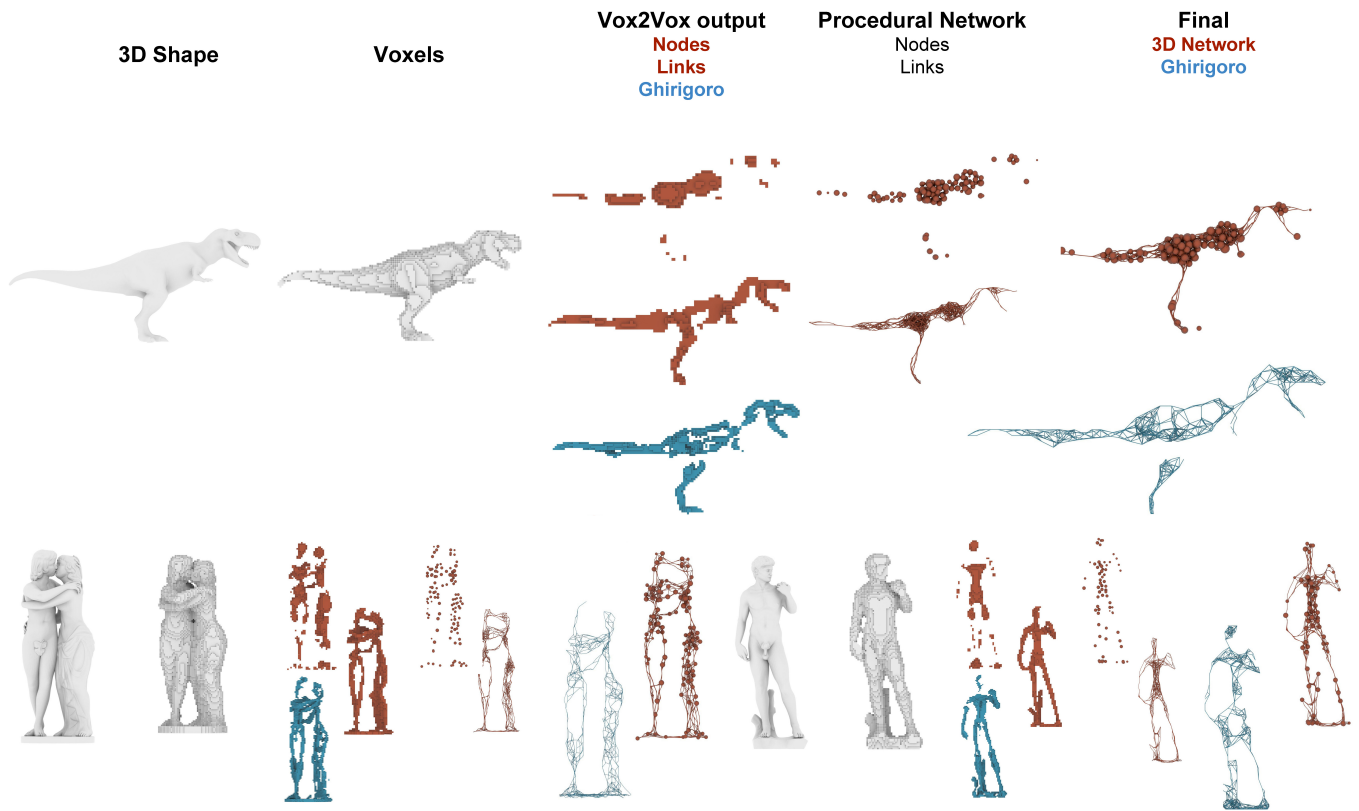 3D Shape
Voxels
Vox2Vox output
Nodes
Links
Ghirigoro
Procedural Network
Nodes
Links
Final
3D Network
Ghirigoro